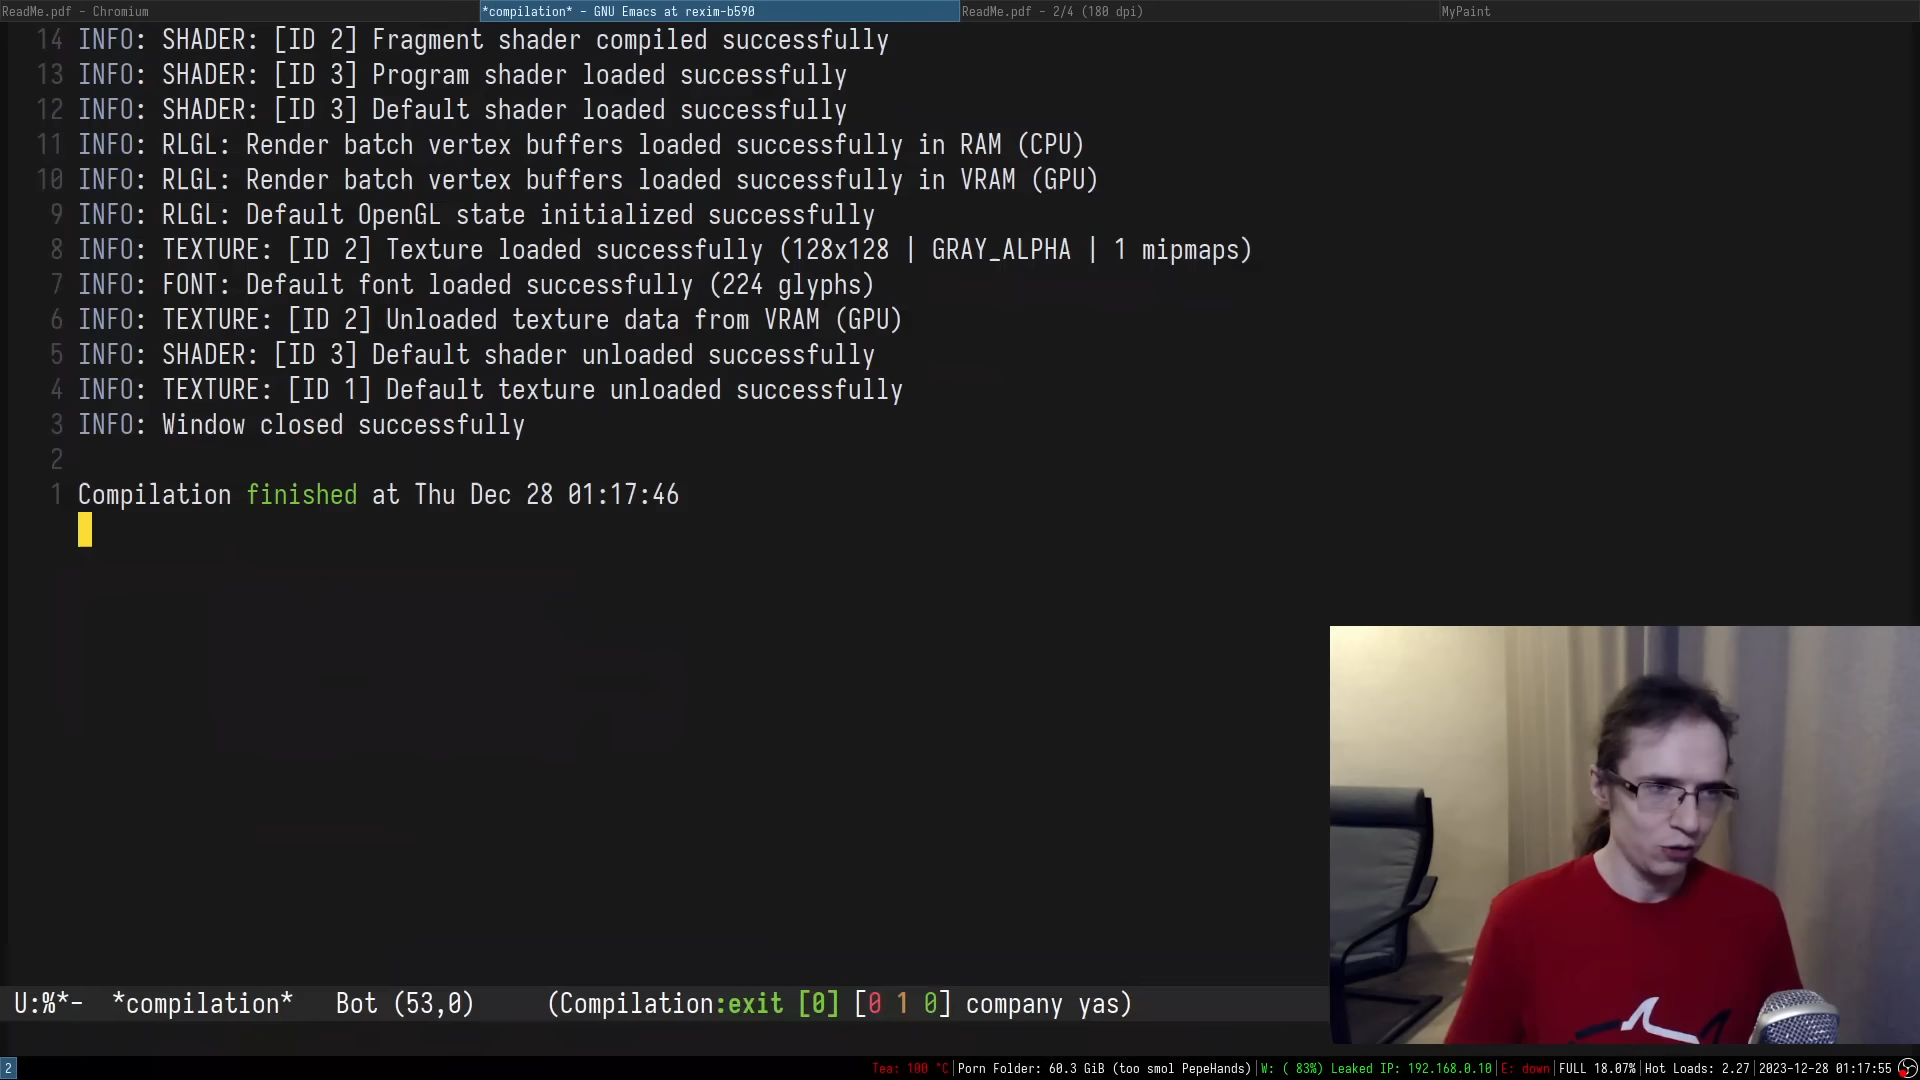 ReadMe.pdf - Chromium
*compilation* - GNU Emacs at rexim-b590
ReadMe.pdf - 2/4 (180 dpi)
MyPaint
14 INFO: SHADER: [ID 2] Fragment shader compiled successfully
13 INFO: SHADER: [ID 3] Program shader loaded successfully
12 INFO: SHADER: [ID 3] Default shader loaded successfully
11 INFO: RLGL: Render batch vertex buffers loaded successfully in RAM (CPU)
10 INFO: RLGL: Render batch vertex buffers loaded successfully in VRAM (GPU)
9 INFO: RLGL: Default OpenGL state initialized successfully
8 INFO: TEXTURE: [ID 2] Texture loaded successfully (128x128 | GRAY_ALPHA | 1 mipmaps)
7 INFO: FONT: Default font loaded successfully (224 glyphs)
6 INFO: TEXTURE: [ID 2] Unloaded texture data from VRAM (GPU)
5 INFO: SHADER: [ID 3] Default shader unloaded successfully
4 INFO: TEXTURE: [ID 1] Default texture unloaded successfully
3 INFO: Window closed successfully
2
1 Compilation finished at Thu Dec 28 01:17:46
U:%*- *compilation* Bot (53,0) (Compilation:exit [0] [0 1 0] company yas)
2
Tea: 100 °C | Porn Folder: 60.3 GiB (too smol PepeHands) | W: ( 83%) Leaked IP: 192.168.0.10 | E: down | FULL 18.07% | Hot Loads: 2.27 | 2023-12-28 01:17:55